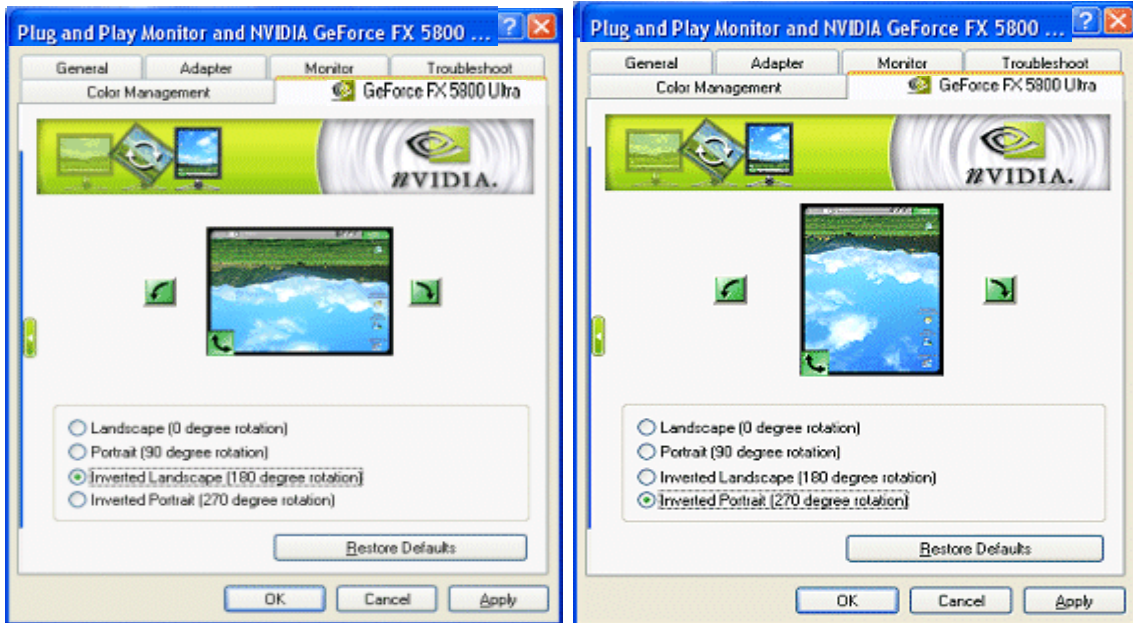 Plug and Play Monitor and NVIDIA GeForce FX 5800 ...
General Adapter Monitor Troubleshoot
Color Management GeForce FX 5800 Ultra
nVIDIA.
Landscape (0 degree rotation)
Portrait (90 degree rotation)
Inverted Landscape (180 degree rotation)
Inverted Portrait (270 degree rotation)
Restore Defaults
OK Cancel Apply
Plug and Play Monitor and NVIDIA GeForce FX 5800 ...
General Adapter Monitor Troubleshoot
Color Management GeForce FX 5800 Ultra
nVIDIA.
Landscape (0 degree rotation)
Portrait (90 degree rotation)
Inverted Landscape (180 degree rotation)
Inverted Portrait (270 degree rotation)
Restore Defaults
OK Cancel Apply